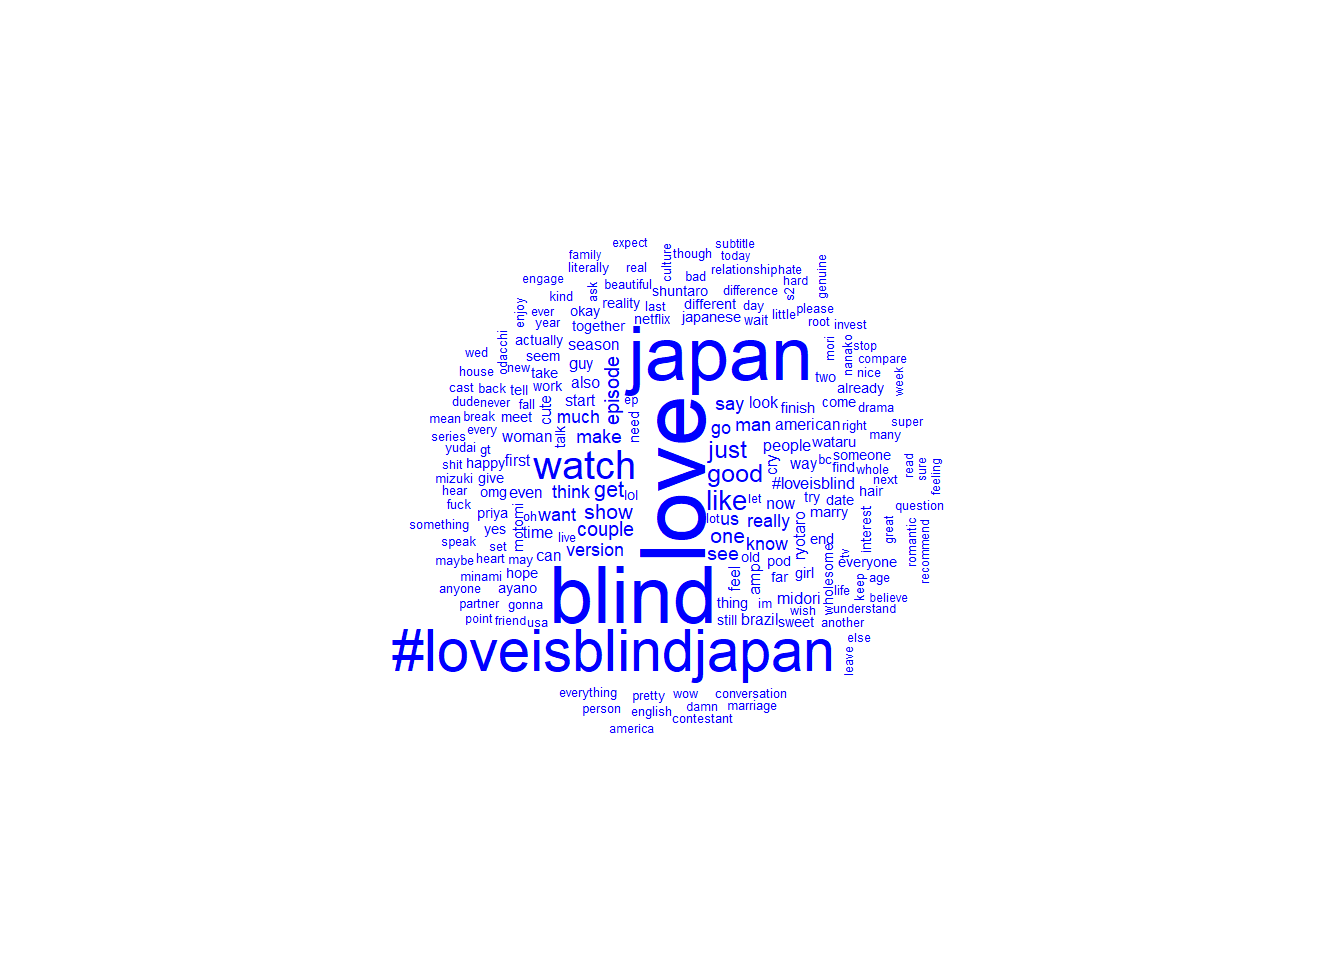 expect
subtitle
family
culture
though
today
literally
real
relationship
hate
engage
ask
beautiful
bad
hard
genuine
kind
shuntaro
difference
s2
enjoy
ever
okay
reality
last
different
day
little
please
year
together
netflix
japanese
wait
root
invest
odacchi
actually
season
japan
mori
nanako
stop
wed
seem
guy
compare
house
new
take
episode
two
nice
week
cast
back
tell
work
also
already
dude
never
fall
cute
start
ep
say
look
finish
come
drama
mean
break
meet
much
need
love
go
man
american
right
super
series
every
woman
talk
make
just
people
wataru
many
yudai
gt
first
watch
good
cry
way
bc
someone
shit
happy
find
whole
read
sure
feeling
mizuki
give
#loveisblind
next
hear
omg
even
think
get
lol
like
let
now
try
date
hair
fuck
priya
motomi
oh
want
show
lot
us
really
marry
question
something
yes
time
live
couple
one
know
ryotaro
end
interest
great
romantic
recommend
speak
set
can
version
see
old
pod
wholesome
tv
everyone
maybe
heart
may
minami
hope
feel
amp
far
girl
keep
age
anyone
ayano
life
partner
gonna
blind
thing
im
midori
wish
believe
understand
point
friend
usa
still
brazil
sweet
another
#loveisblindjapan
else
leave
everything
pretty
wow
conversation
person
english
damn
marriage
contestant
america